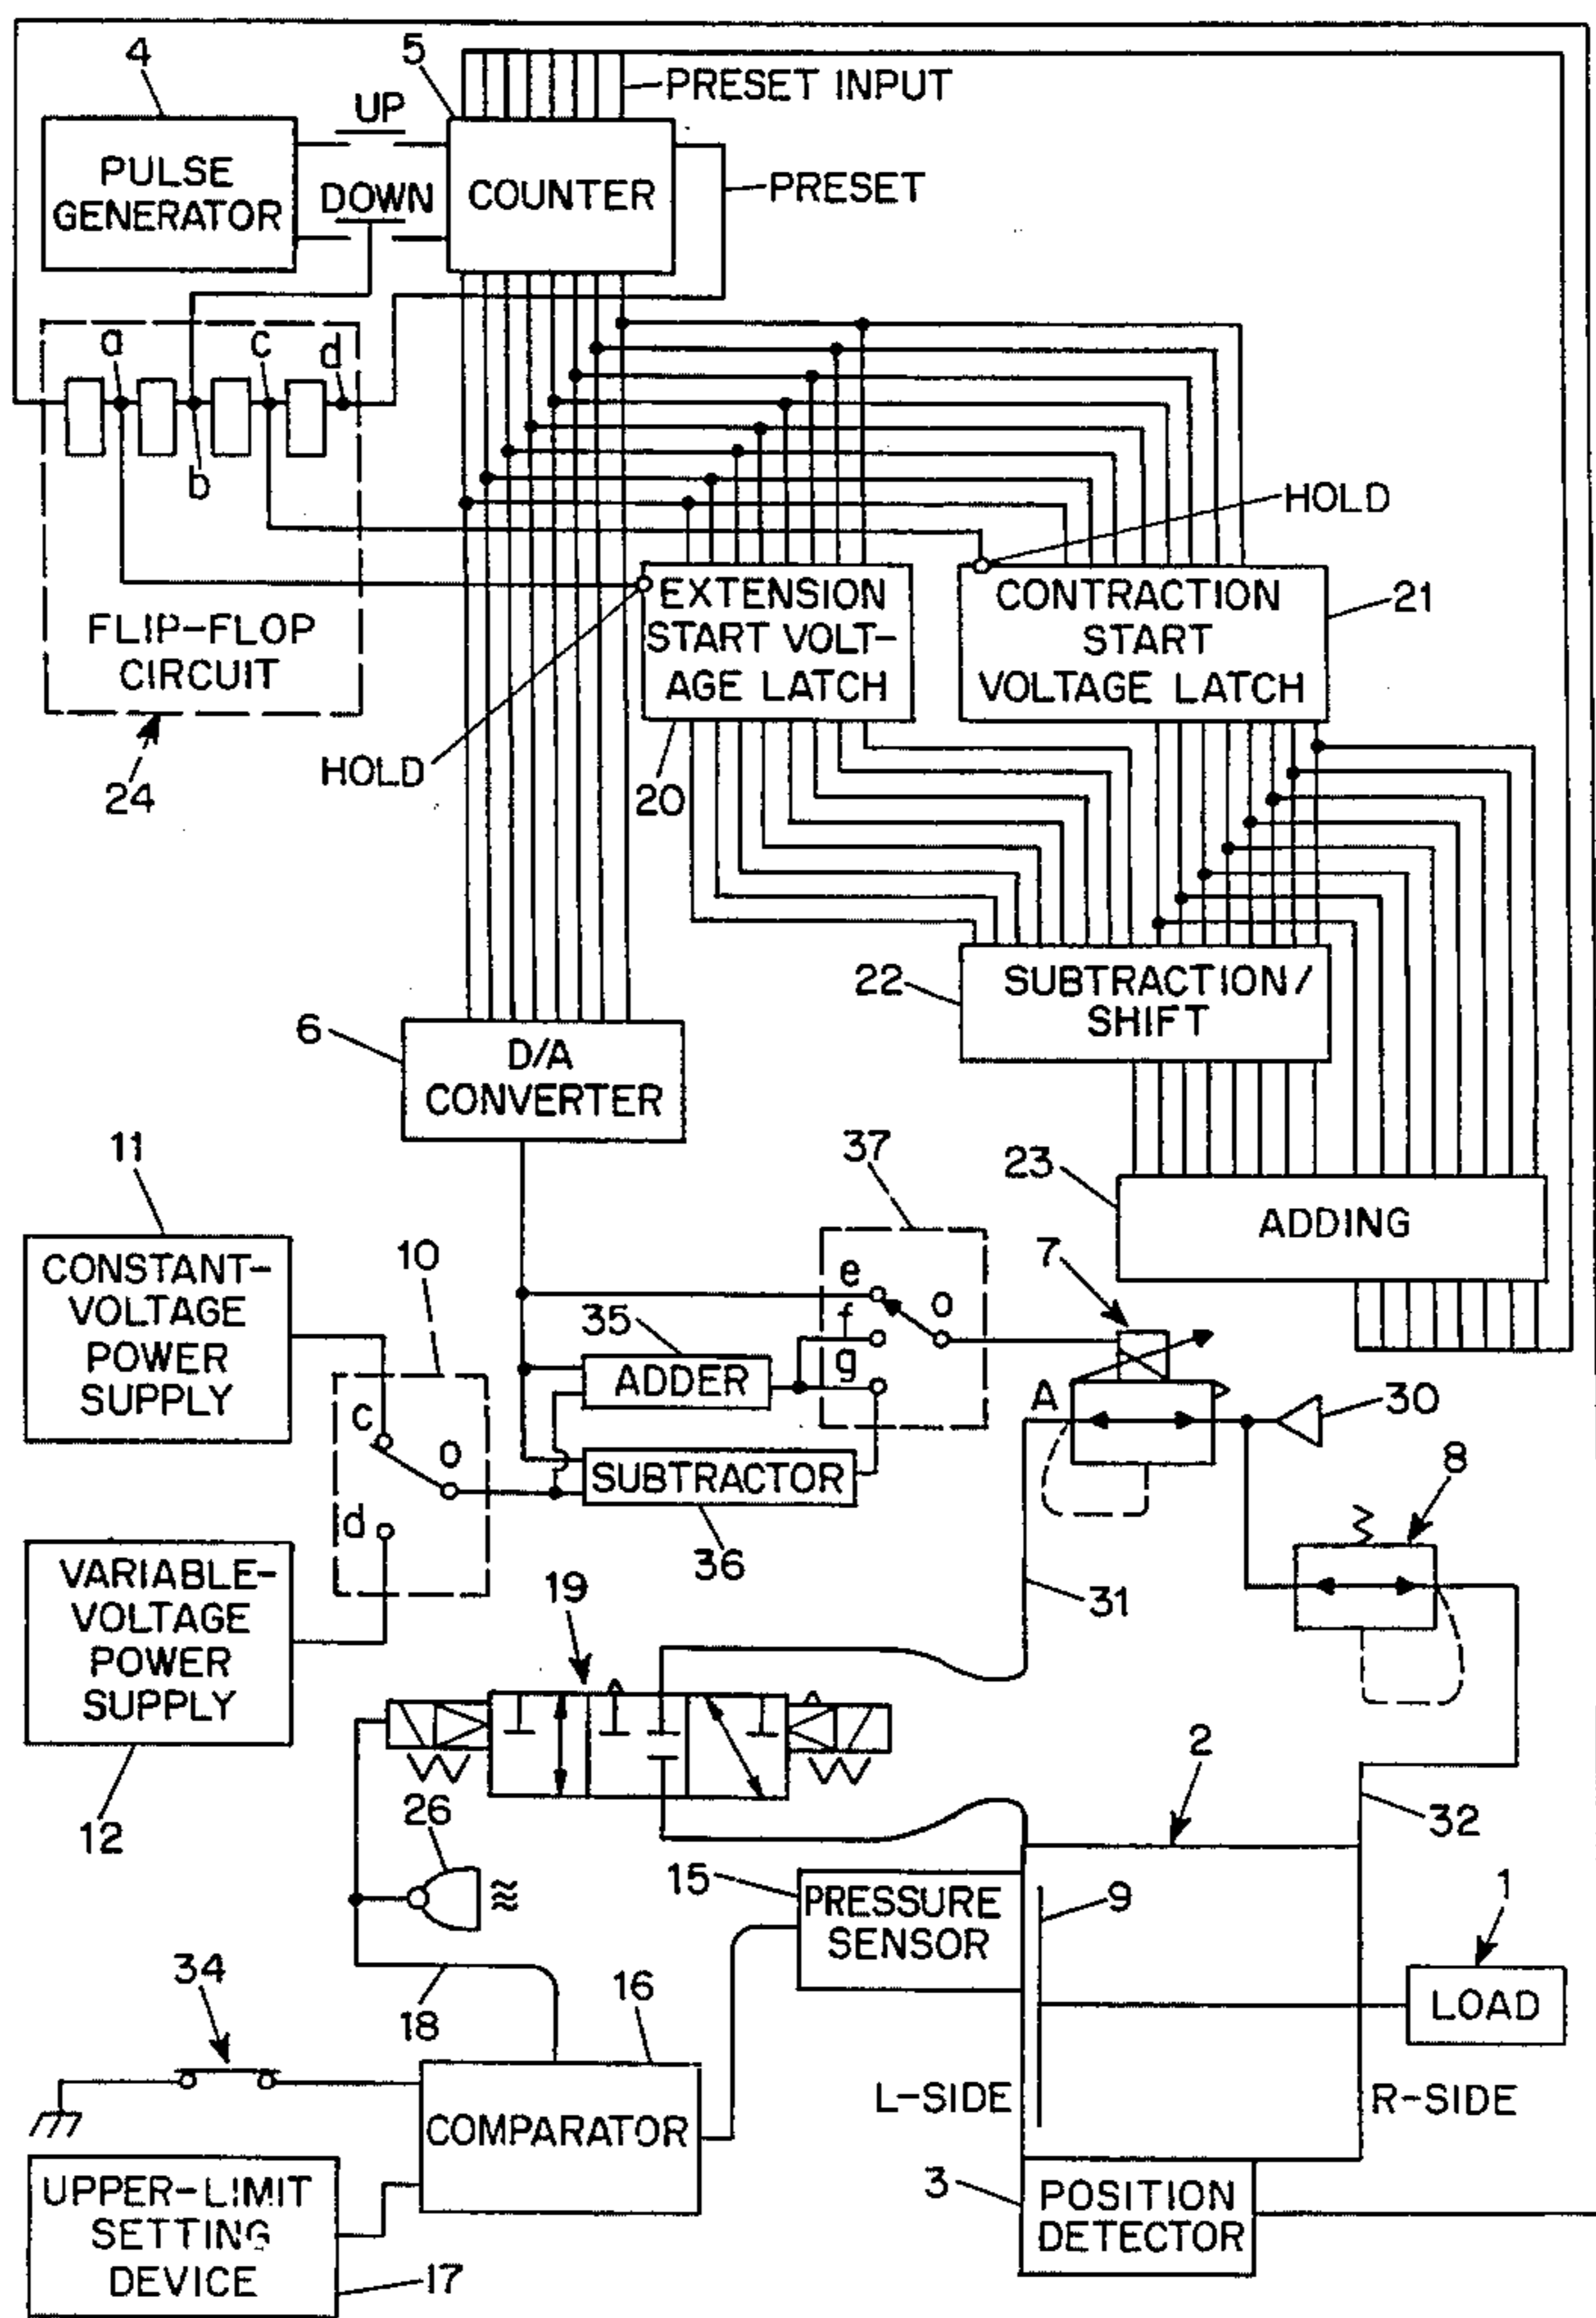 4
5
PRESET INPUT
UP
PULSE
GENERATOR
DOWN
COUNTER
PRESET
a
c
d
b
HOLD
FLIP-FLOP
CIRCUIT
EXTENSION
START VOLT-
AGE LATCH
CONTRACTION
START
VOLTAGE LATCH
21
HOLD
24
20
22
SUBTRACTION/
SHIFT
6
D/A
CONVERTER
11
37
23
ADDING
CONSTANT-
VOLTAGE
POWER
SUPPLY
10
e
f
g
o
7
35
ADDER
A
30
c
o
d
SUBTRACTOR
36
8
VARIABLE-
VOLTAGE
POWER
SUPPLY
19
31
12
26
2
32
15
PRESSURE
SENSOR
9
1
LOAD
34
18
16
COMPARATOR
L-SIDE
R-SIDE
UPPER-LIMIT
SETTING
DEVICE
17
3
POSITION
DETECTOR